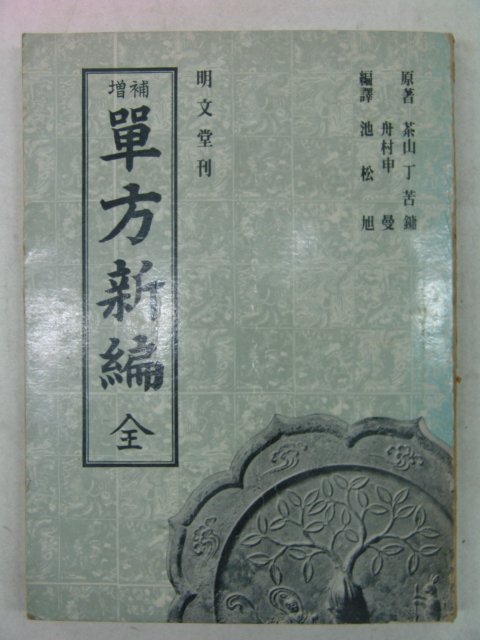 原著 茶山 丁苦鏞
舟村 申曼
編譯 池松旭
明文堂刊
增補
單方新編 全